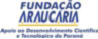 FUNDAÇÃO
ARAUCÁRIA
Apoio ao Desenvolvimento Científico
e Tecnológico do Paraná